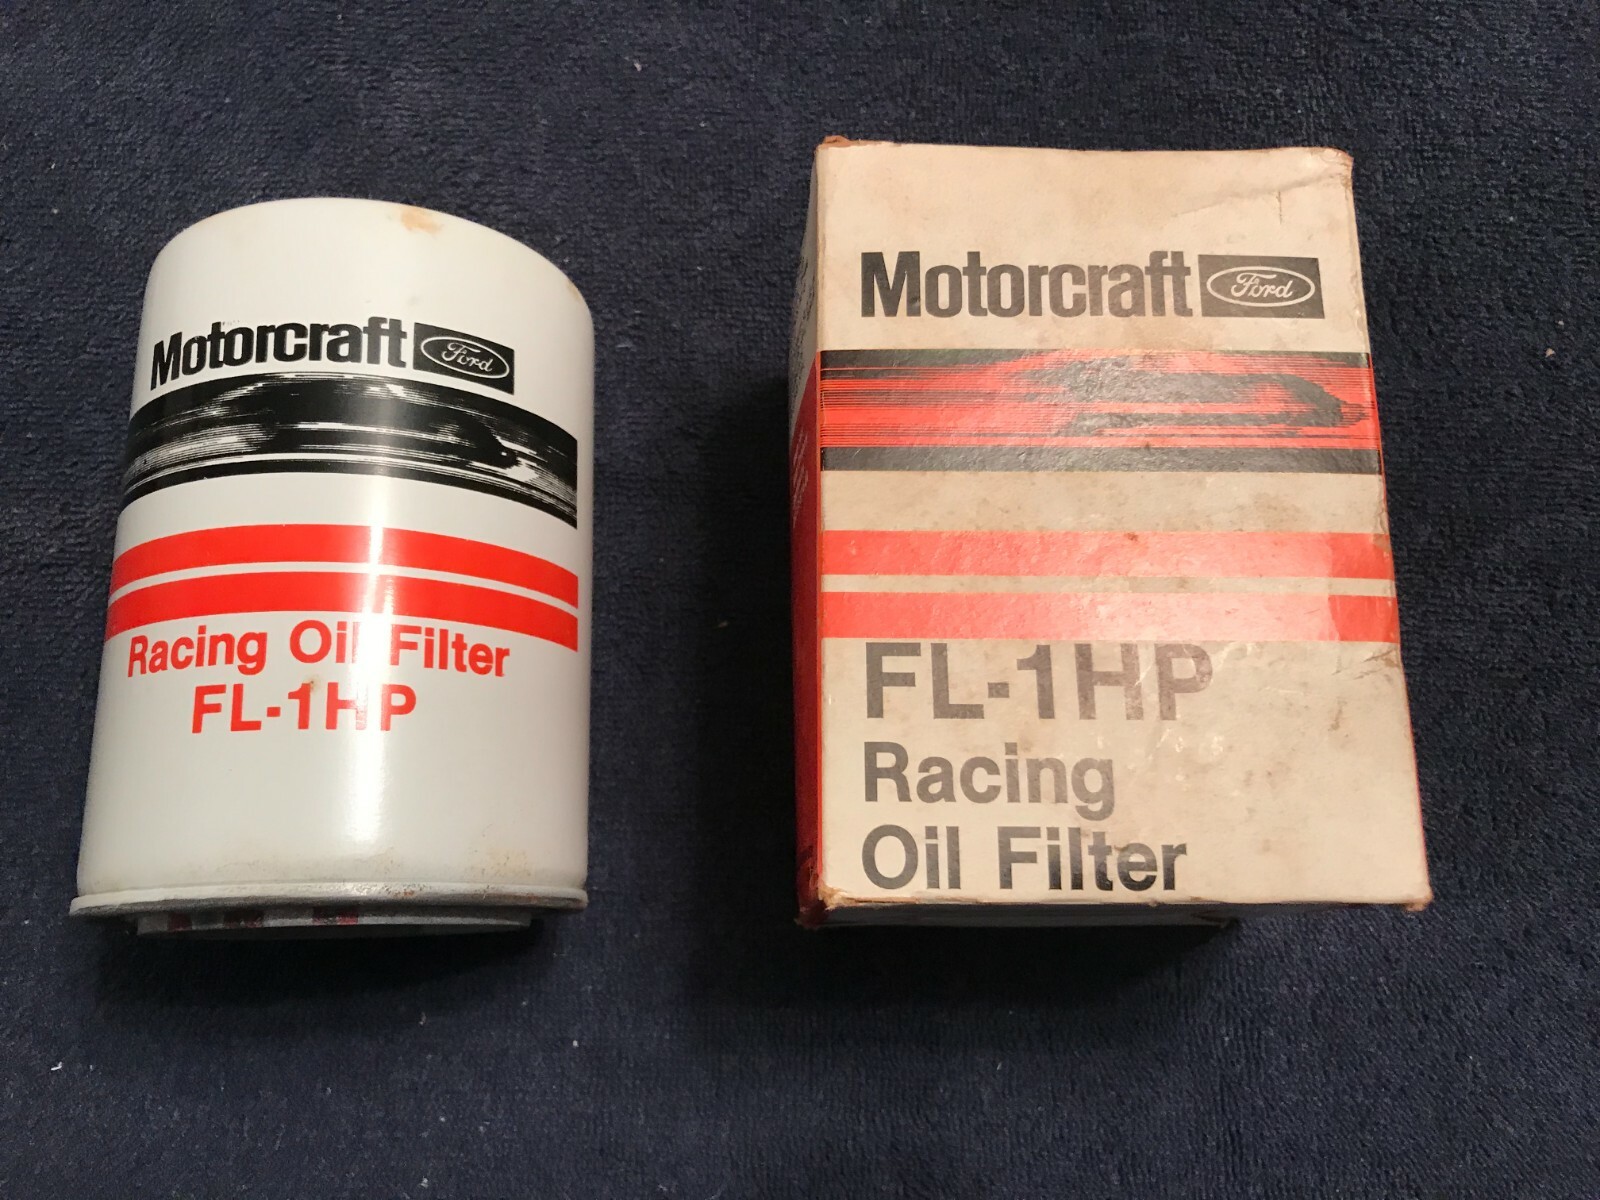 Motorcraft Ford
Racing Oil Filter
FL-1HP
Motorcraft Ford
FL-1HP
Racing
Oil Filter